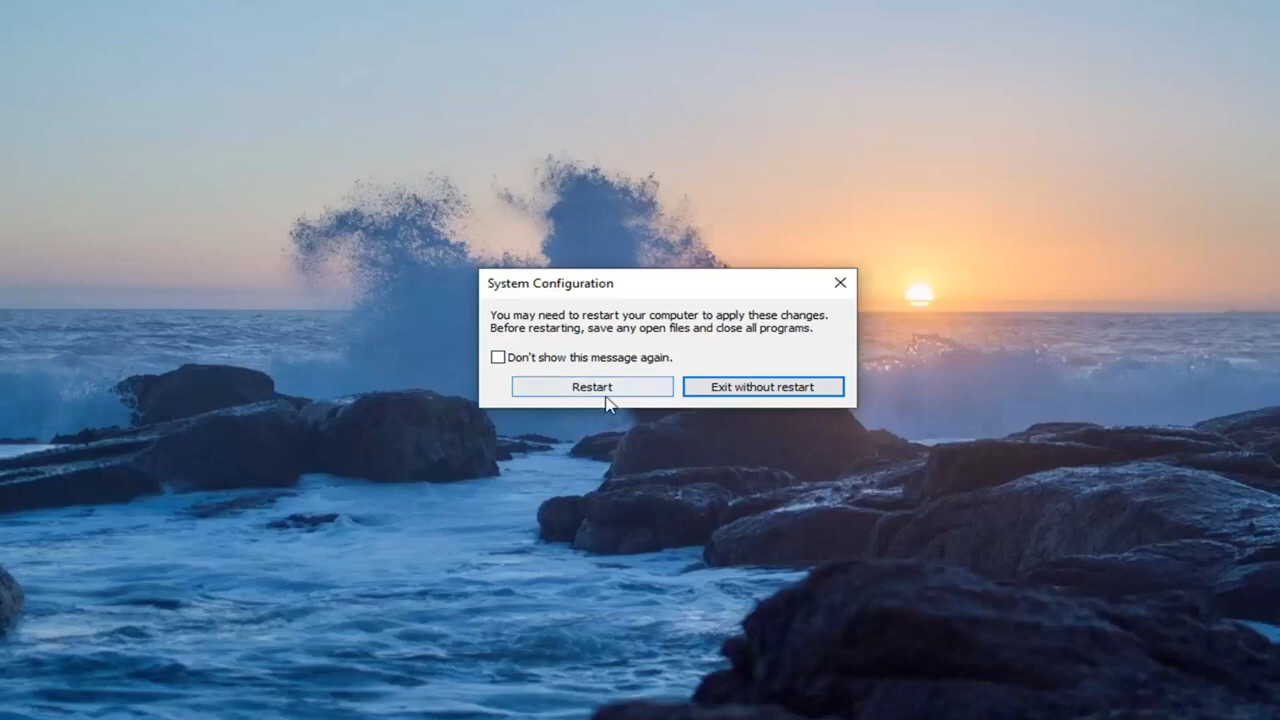 System Configuration
You may need to restart your computer to apply these changes.
Before restarting, save any open files and close all programs.
Don't show this message again.
Restart
Exit without restart